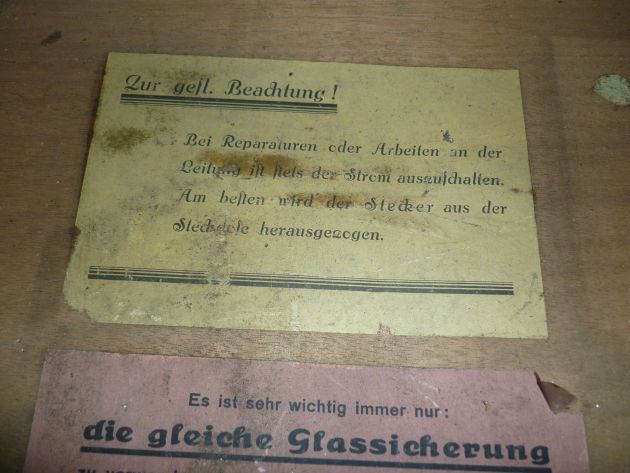 Zur gefl. Beachtung!
Bei Reparaturen oder Arbeiten an der
Leitung ist stets der Strom auszuschalten.
Am besten wird der Stecker aus der
Steckdose herausgezogen.
Es ist sehr wichtig immer nur:
die gleiche Glassicherung
zu